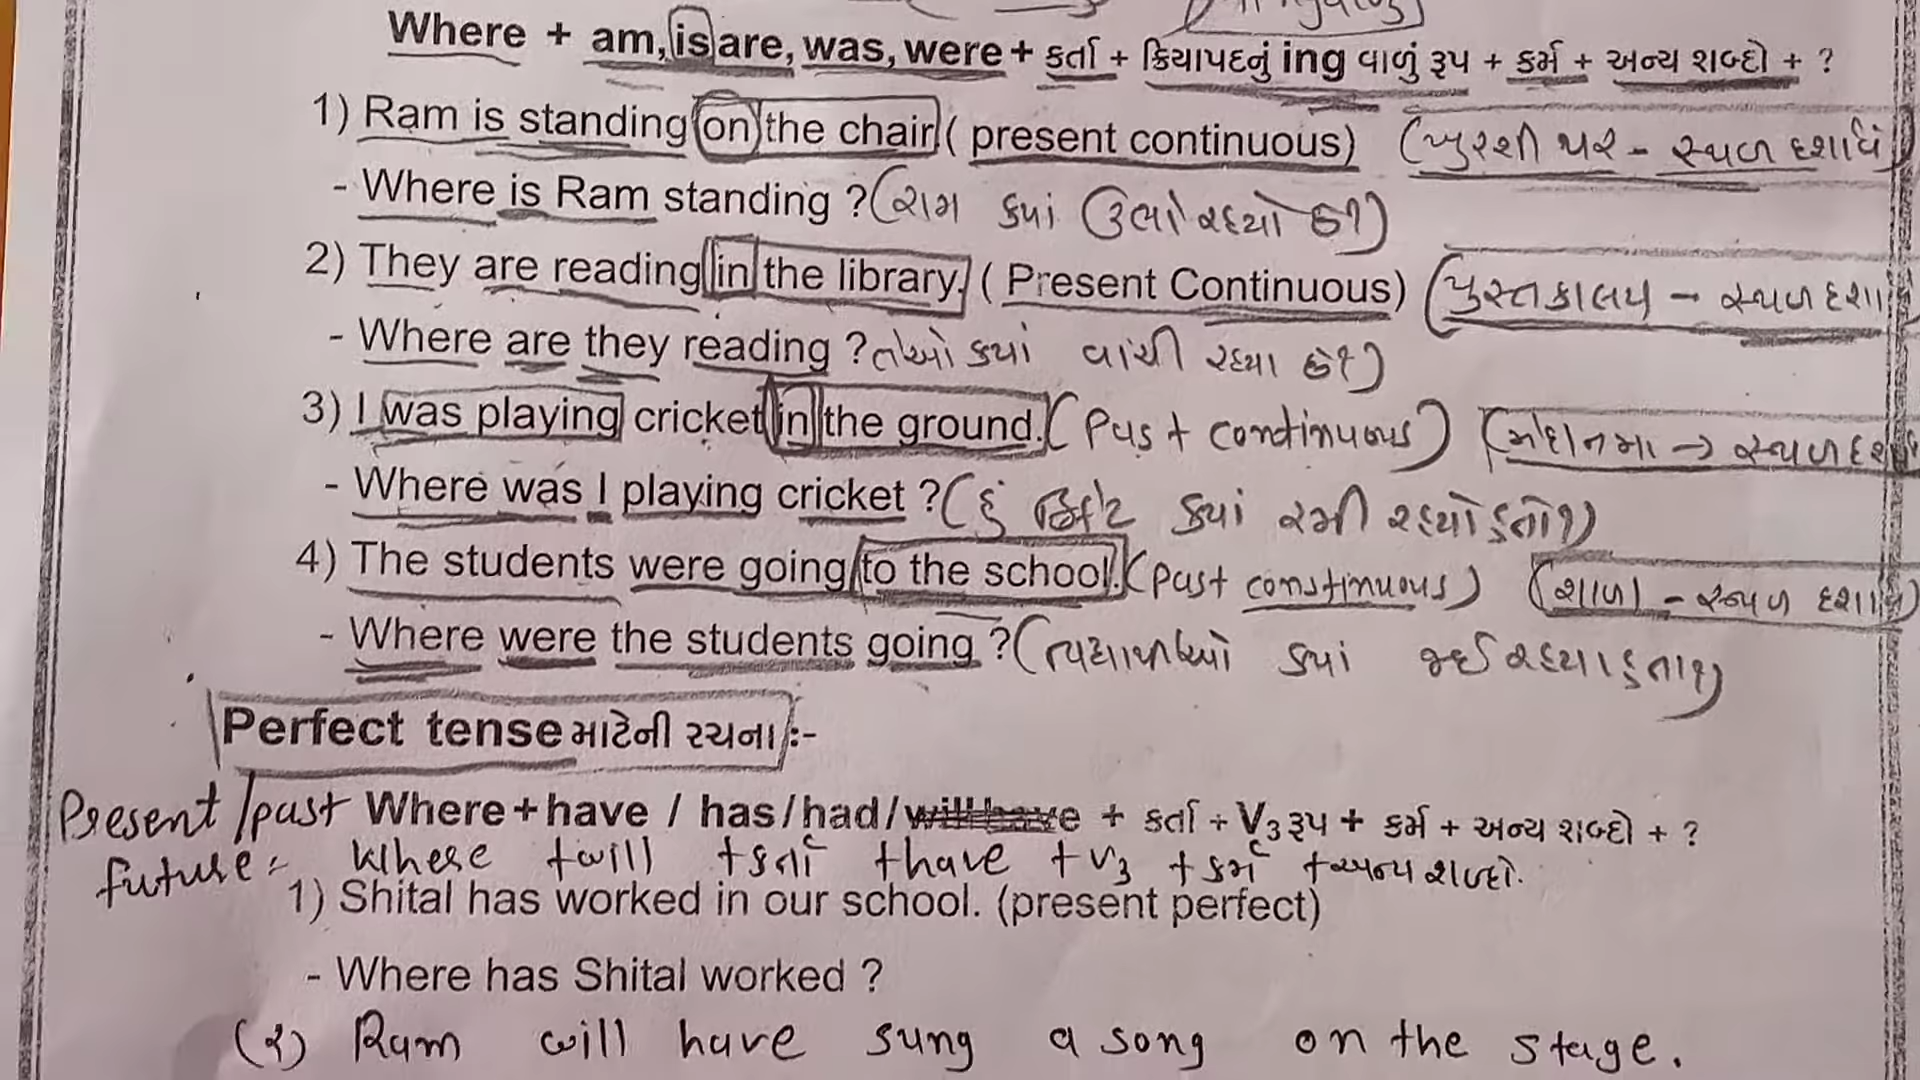 Where + am, is are, was, were + કર્તા + ક્રિયાપદનું ing વાળું રૂપ + કર્મ + અન્ય શબ્દો + ?
1) Ram is standing on the chair ( present continuous) (ખુરશી પર - સ્થળ દર્શાવે)
- Where is Ram standing ? (રામ ક્યાં ઉભો રહ્યો છે?)
2) They are reading in the library. ( Present Continuous) (પુસ્તકાલય - સ્થળ
- Where are they reading ? તેઓ ક્યાં વાંચી રહ્યા છે?)
3) I was playing cricket in the ground. (Past continuous) (મેદાનમા → સ્થળ
- Where was I playing cricket ? (હું ક્રિકેટ ક્યાં રમી રહ્યો હતો?)
4) The students were going to the school. (past constinuous) (શાળા - સ્થળ
- Where were the students going ? ( ક્યાં જઈ રહ્યા હતા?)
Perfect tense માટેની રચના :-
Present /past Where + have / has / had / will have + કર્તા + V3 રૂપ + કર્મ + અન્ય શબ્દો + ?
future :- Where + will + કર્તા + have + V3 + કર્મ + અન્ય શબ્દો.
1) Shital has worked in our school. (present perfect)
- Where has Shital worked ?
(૨) Ram will have sung a song on the stage.